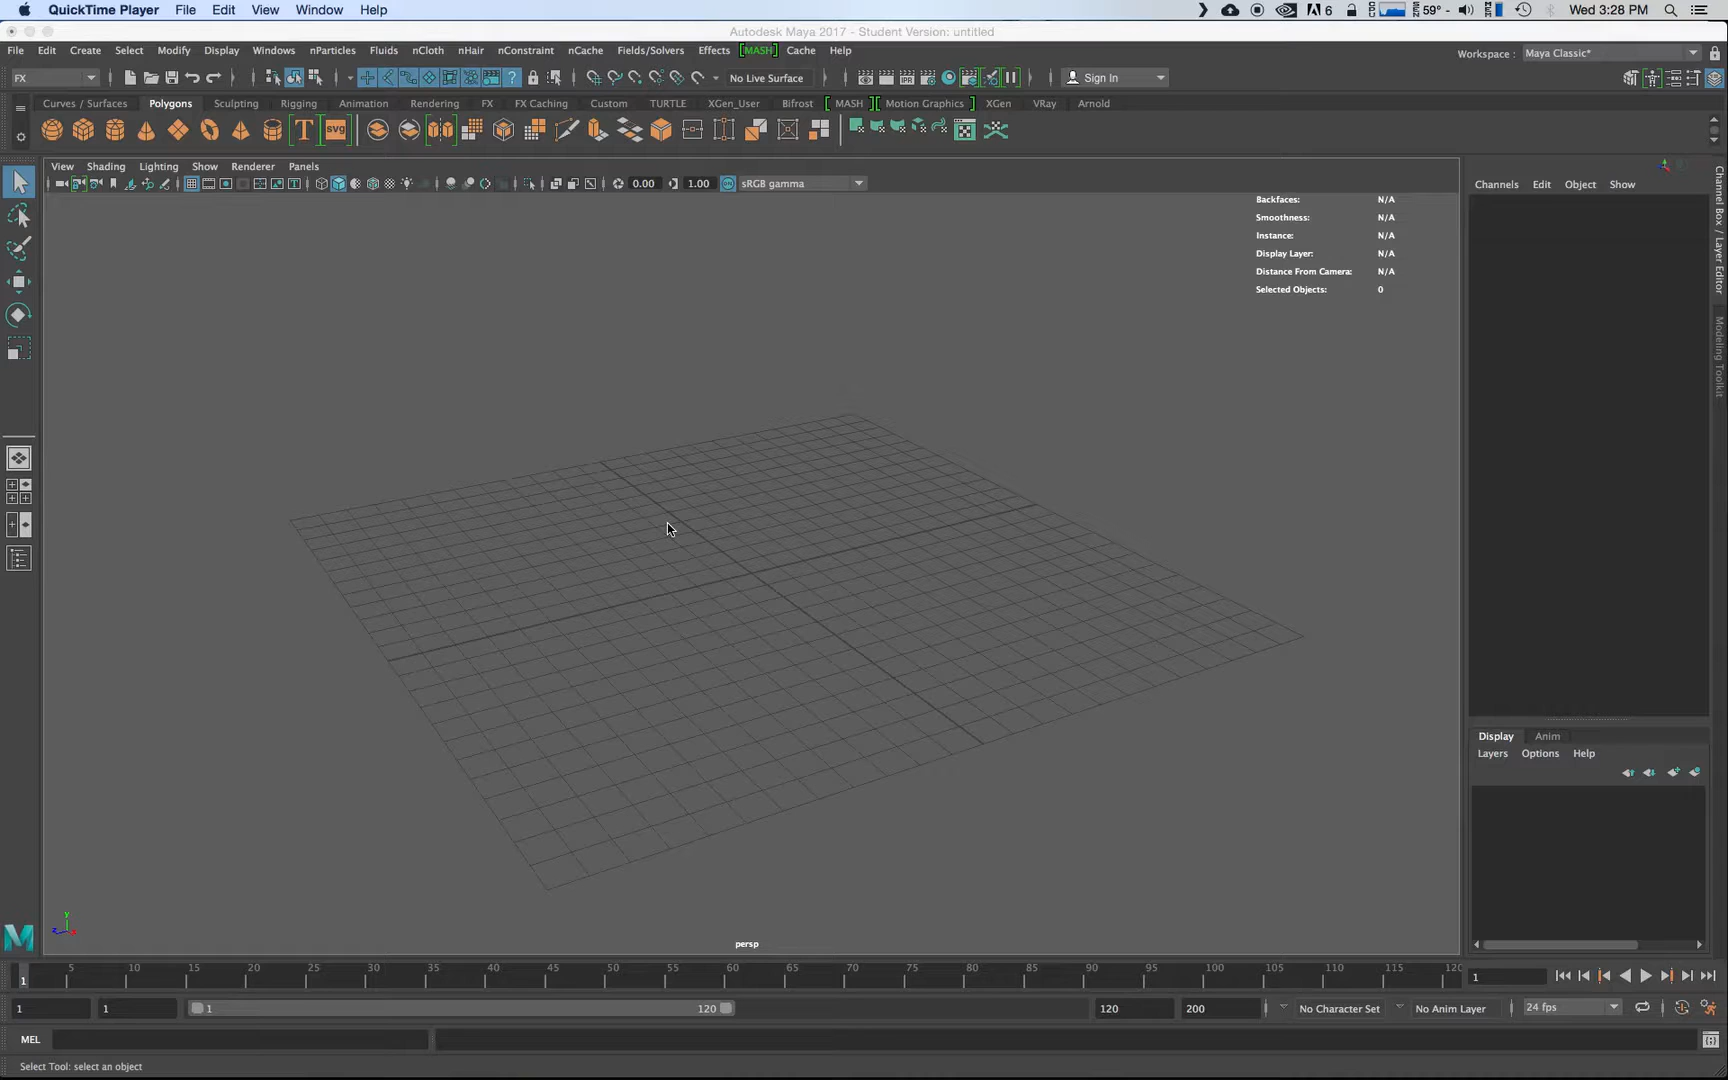 QuickTime Player File Edit View Window Help 6 59° Wed 3:28 PM
Autodesk Maya 2017 - Student Version: untitled
File Edit Create Select Modify Display Windows nParticles Fluids nCloth nHair nConstraint nCache Fields/Solvers Effects [MASH] Cache Help Workspace : Maya Classic*
FX No Live Surface Sign In
Curves / Surfaces Polygons Sculpting Rigging Animation Rendering FX FX Caching Custom TURTLE XGen_User Bifrost [ MASH ][ Motion Graphics ] XGen VRay Arnold
T svg
View Shading Lighting Show Renderer Panels
0.00 1.00 sRGB gamma
Channels Edit Object Show
Channel Box / Layer Editor
Modeling Toolkit
Backfaces: N/A
Smoothness: N/A
Instance: N/A
Display Layer: N/A
Distance From Camera: N/A
Selected Objects: 0
Display Anim
Layers Options Help
y
z x
persp
1 5 10 15 20 25 30 35 40 45 50 55 60 65 70 75 80 85 90 95 100 105 110 115 120 1
1 1 1 120 120 200 No Character Set No Anim Layer 24 fps
MEL
Select Tool: select an object